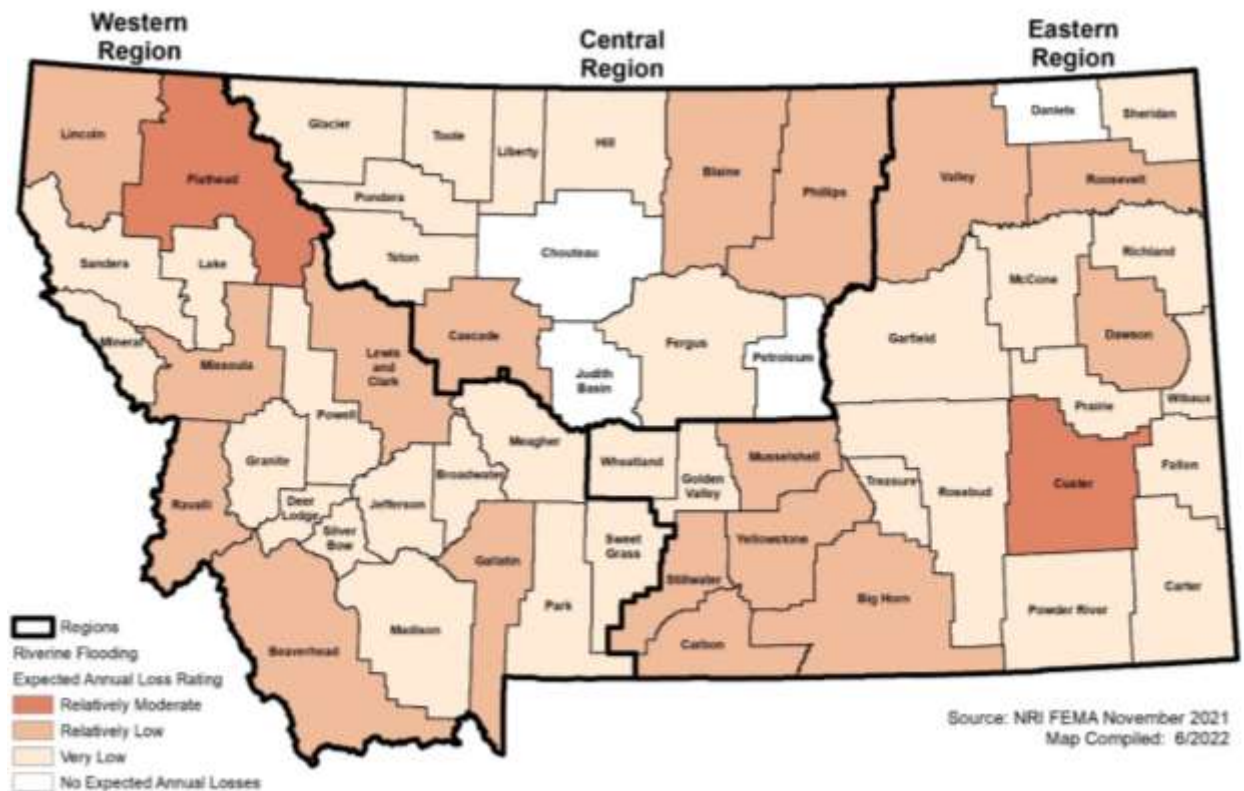 Western
Region
Central
Region
Eastern
Region
Lincoln
Flathead
Glacier
Toole
Liberty
Hill
Blaine
Phillips
Valley
Daniels
Sheridan
Roosevelt
Pondera
Teton
Chouteau
Sanders
Lake
Richland
McCone
Mineral
Missoula
Lewis
and
Clark
Cascade
Judith
Basin
Fergus
Petroleum
Garfield
Dawson
Powell
Prairie
Wibaux
Granite
Meagher
Wheatland
Golden
Valley
Musselshell
Ravalli
Deer
Lodge
Jefferson
Broadwater
Silver
Bow
Treasure
Rosebud
Custer
Fallon
Gallatin
Sweet
Grass
Yellowstone
Stillwater
Beaverhead
Madison
Park
Carbon
Big Horn
Powder River
Carter
Regions
Riverine Flooding
Expected Annual Loss Rating
Relatively Moderate
Relatively Low
Very Low
No Expected Annual Losses
Source: NRI FEMA November 2021
Map Compiled: 6/2022